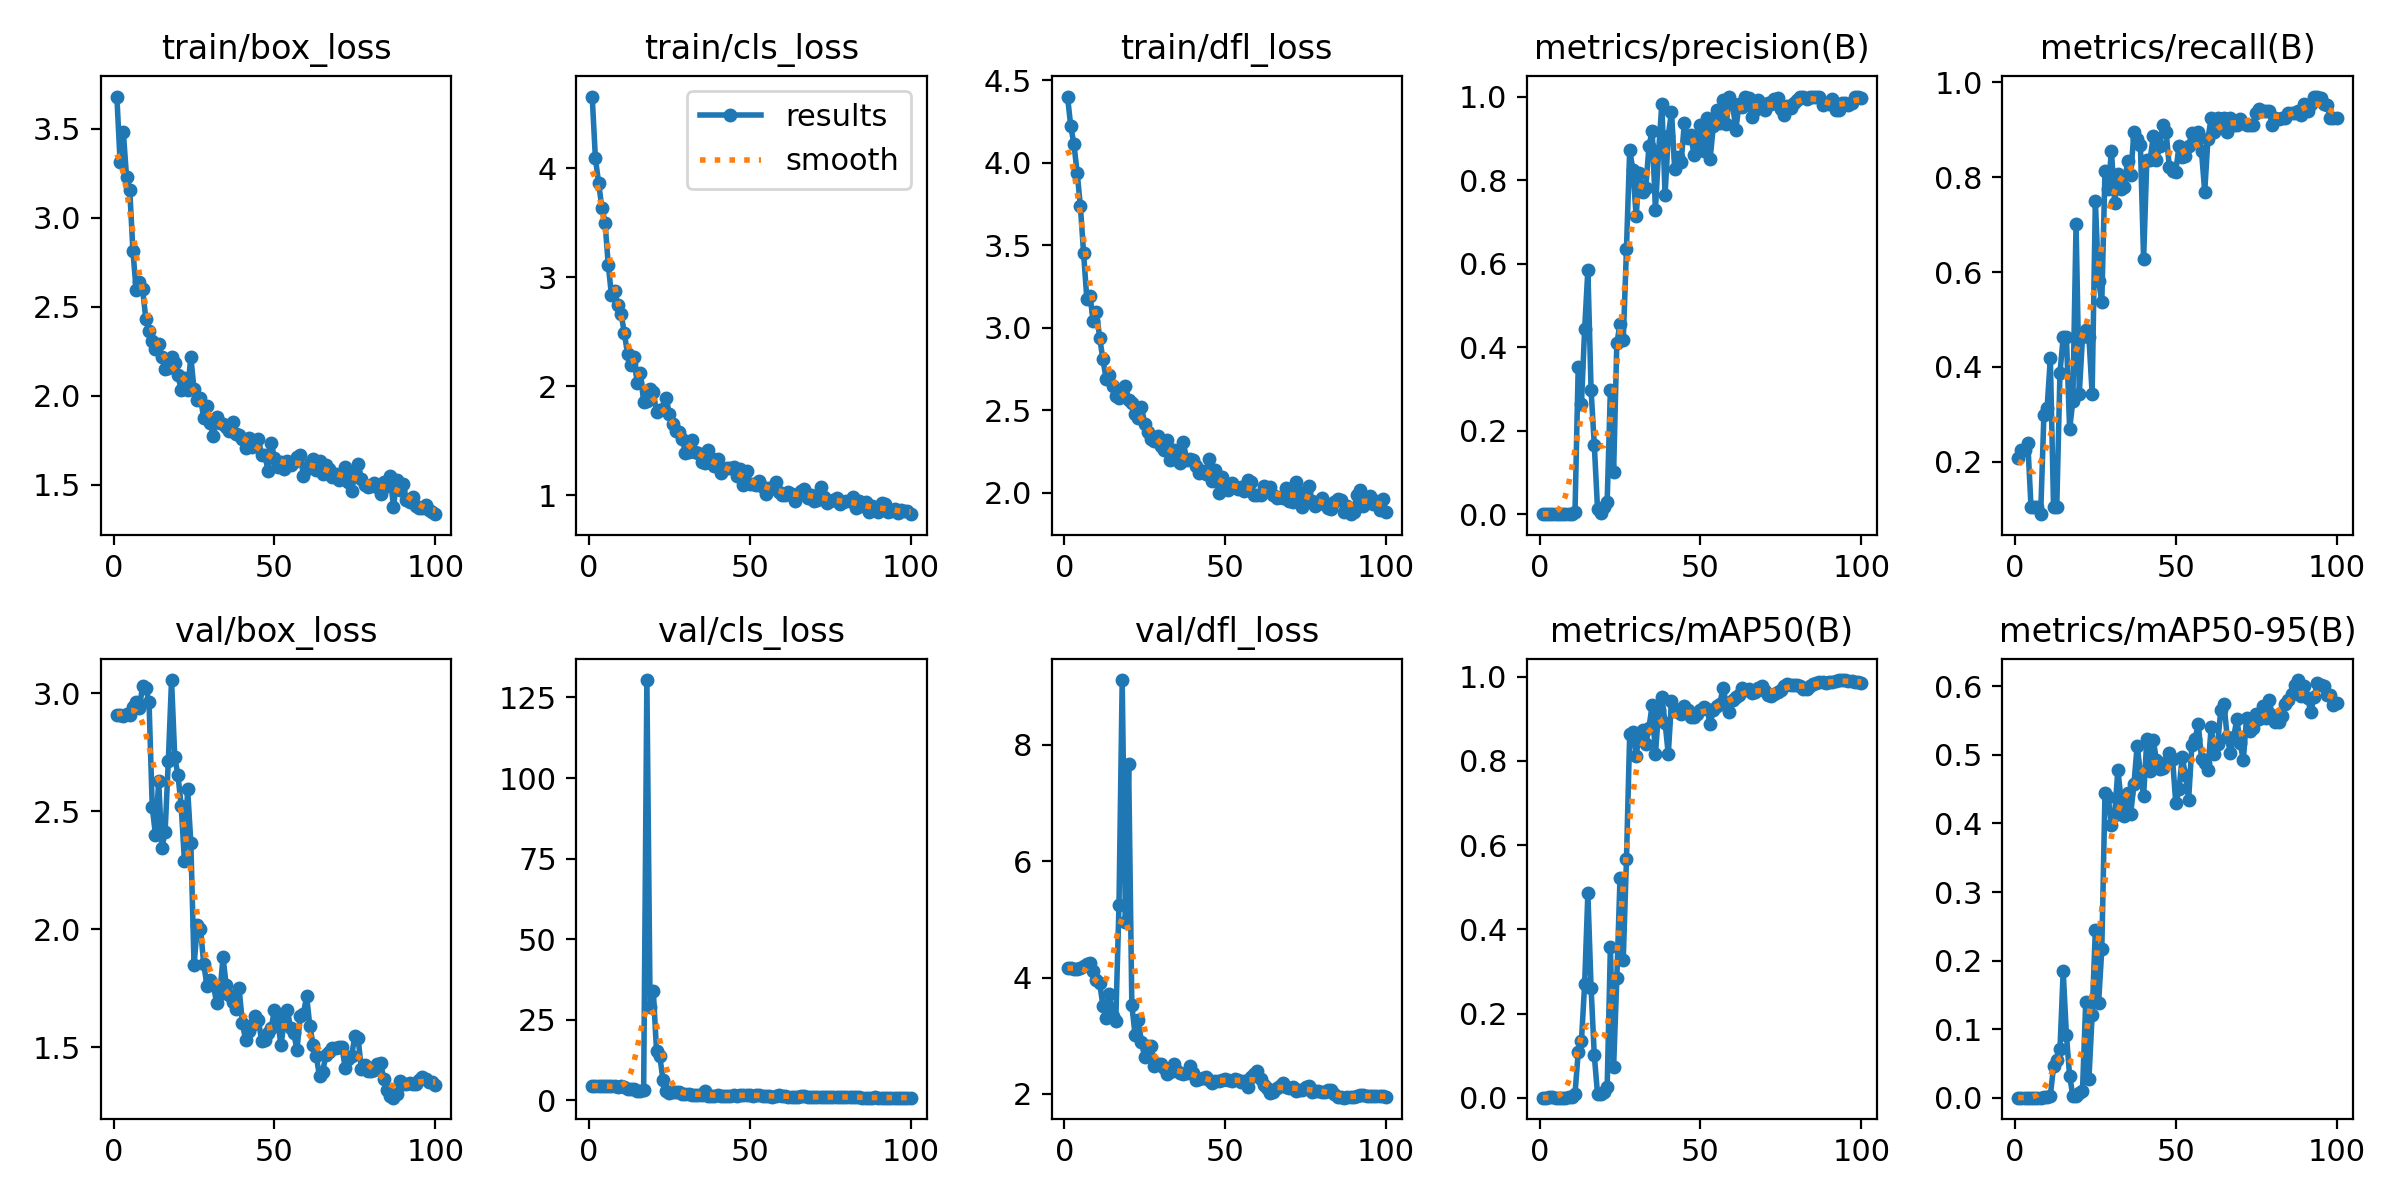 train/box_loss
train/cls_loss
train/dfl_loss
metrics/precision(B)
metrics/recall(B)
3.5
3.0
2.5
2.0
1.5
0 50 100
results
smooth
4
3
2
1
0 50 100
4.5
4.0
3.5
3.0
2.5
2.0
0 50 100
1.0
0.8
0.6
0.4
0.2
0.0
0 50 100
1.0
0.8
0.6
0.4
0.2
0 50 100
val/box_loss
val/cls_loss
val/dfl_loss
metrics/mAP50(B)
metrics/mAP50-95(B)
3.0
2.5
2.0
1.5
0 50 100
125
100
75
50
25
0
0 50 100
8
6
4
2
0 50 100
1.0
0.8
0.6
0.4
0.2
0.0
0 50 100
0.6
0.5
0.4
0.3
0.2
0.1
0.0
0 50 100